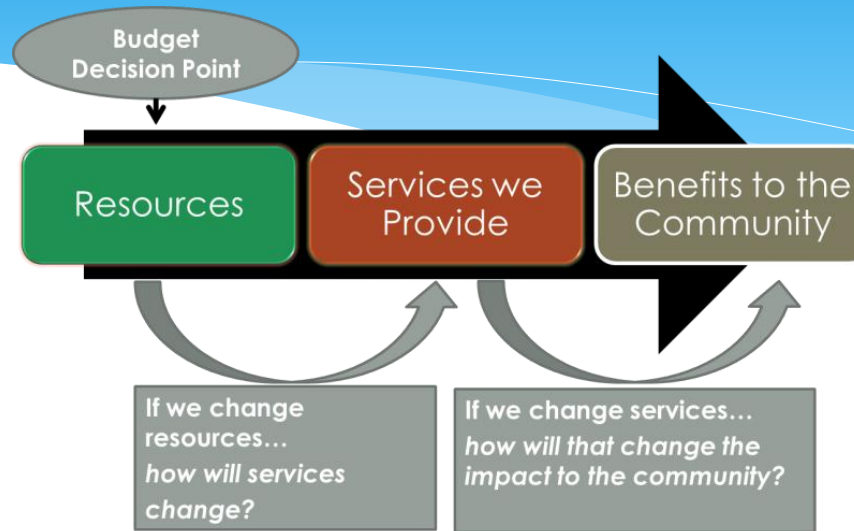 Budget
Decision Point
Resources
Services we
Provide
Benefits to the
Community
If we change
resources…
how will services
change?
If we change services…
how will that change the
impact to the community?